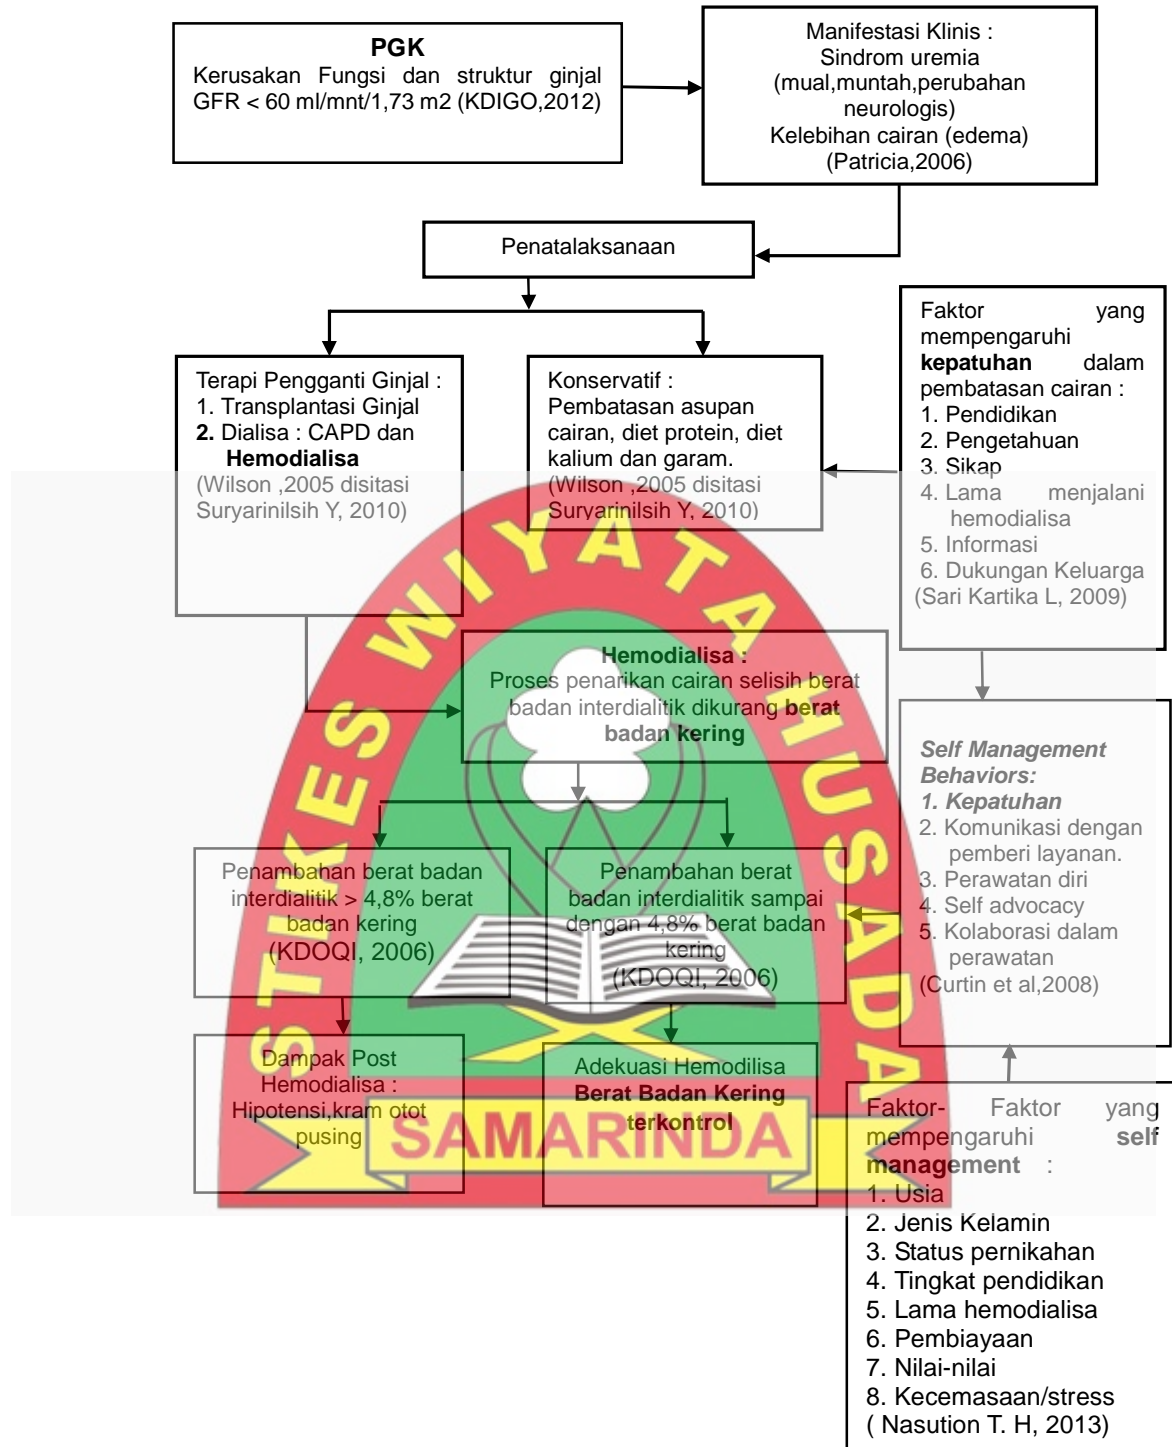 PGK
Kerusakan Fungsi dan struktur ginjal
GFR < 60 ml/mnt/1,73 m2 (KDIGO,2012)
Manifestasi Klinis :
Sindrom uremia
(mual,muntah,perubahan
neurologis)
Kelebihan cairan (edema)
(Patricia,2006)
Penatalaksanaan
Terapi Pengganti Ginjal :
1. Transplantasi Ginjal
2. Dialisa : CAPD dan
Hemodialisa
(Wilson ,2005 disitasi
Suryarinilsih Y, 2010)
Konservatif :
Pembatasan asupan
cairan, diet protein, diet
kalium dan garam.
(Wilson ,2005 disitasi
Suryarinilsih Y, 2010)
Faktor yang
mempengaruhi
kepatuhan dalam
pembatasan cairan :
1. Pendidikan
2. Pengetahuan
3. Sikap
4. Lama menjalani
hemodialisa
5. Informasi
6. Dukungan Keluarga
(Sari Kartika L, 2009)
Hemodialisa :
Proses penarikan cairan selisih berat
badan interdialitik dikurang berat
badan kering
Self Management
Behaviors:
1. Kepatuhan
2. Komunikasi dengan
pemberi layanan.
3. Perawatan diri
4. Self advocacy
5. Kolaborasi dalam
perawatan
(Curtin et al,2008)
Penambahan berat badan
interdialitik > 4,8% berat
badan kering
(KDOQI, 2006)
Penambahan berat
badan interdialitik sampai
dengan 4,8% berat badan
kering
(KDOQI, 2006)
Dampak Post
Hemodialisa :
Hipotensi,kram otot
pusing
Adekuasi Hemodilisa
Berat Badan Kering
terkontrol
Faktor- Faktor yang
mempengaruhi self
management :
1. Usia
2. Jenis Kelamin
3. Status pernikahan
4. Tingkat pendidikan
5. Lama hemodialisa
6. Pembiayaan
7. Nilai-nilai
8. Kecemasaan/stress
( Nasution T. H, 2013)
STIKES WIYATA HUSADA
SAMARINDA